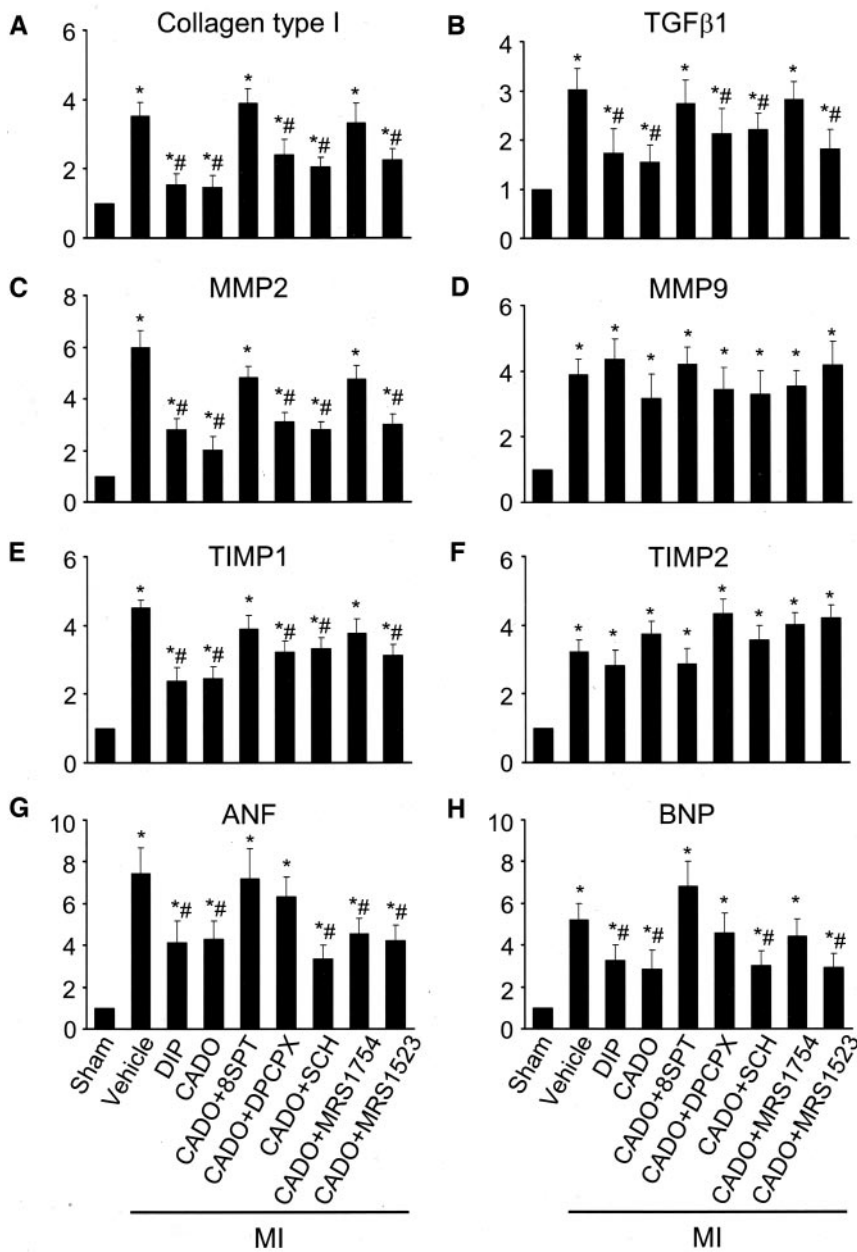 A Collagen type I
6
4
2
0
* *# *# * *# *# * *#
B TGFβ1
4
3
2
1
0
* *# *# * *# *# * *#
C MMP2
8
6
4
2
0
* *# *# * *# *# * *#
D MMP9
6
4
2
0
* * * * * * * *
E TIMP1
6
4
2
0
* *# *# * *# *# * *#
F TIMP2
6
4
2
0
* * * * * * * *
G ANF
10
8
6
4
2
0
* *# *# * * *# *# *#
H BNP
10
8
6
4
2
0
* *# *# * * *# * *#
Sham
Vehicle
DIP
CADO
CADO+8SPT
CADO+DPCPX
CADO+SCH
CADO+MRS1754
CADO+MRS1523
MI
Sham
Vehicle
DIP
CADO
CADO+8SPT
CADO+DPCPX
CADO+SCH
CADO+MRS1754
CADO+MRS1523
MI